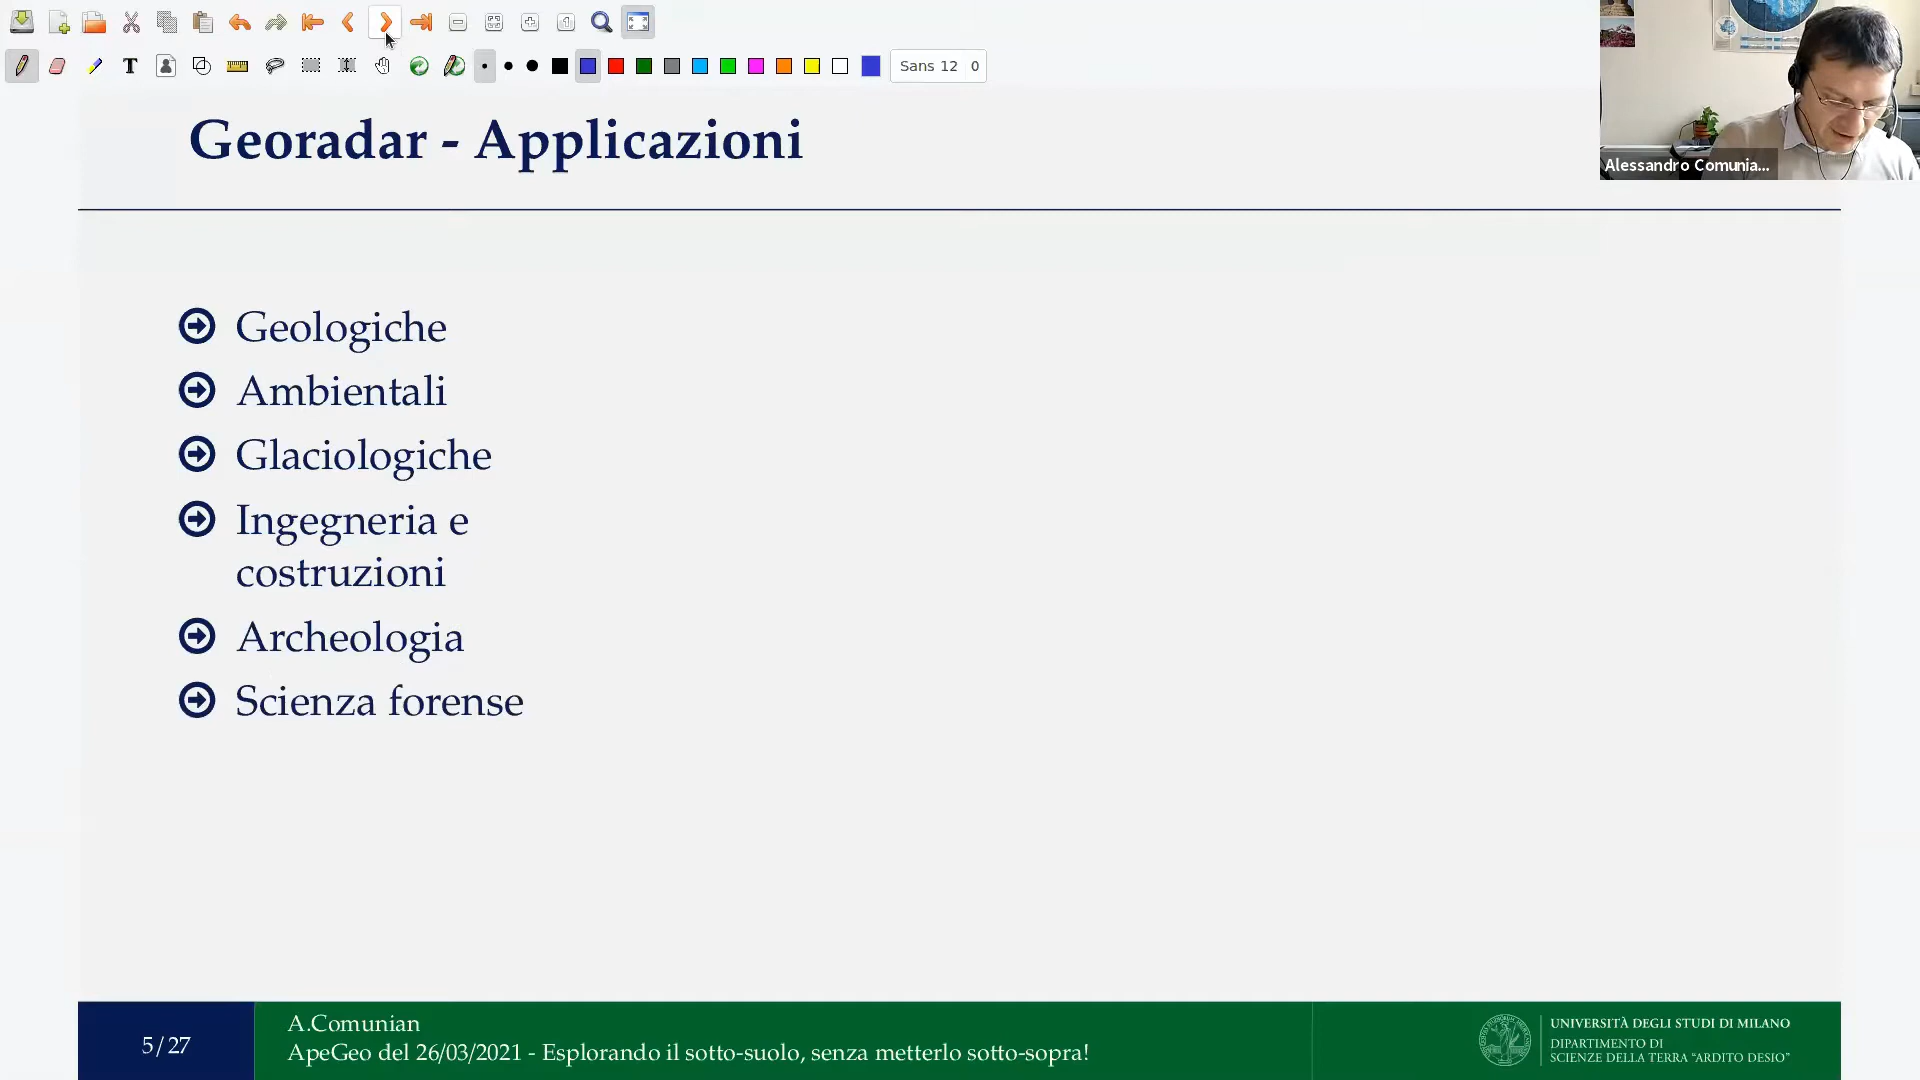 T
Sans 12 0
Georadar - Applicazioni
Alessandro Comunia...
Geologiche
Ambientali
Glaciologiche
Ingegneria e
costruzioni
Archeologia
Scienza forense
5/27
A.Comunian
ApeGeo del 26/03/2021 - Esplorando il sotto-suolo, senza metterlo sotto-sopra!
UNIVERSITÀ DEGLI STUDI DI MILANO
DIPARTIMENTO DI
SCIENZE DELLA TERRA "ARDITO DESIO"